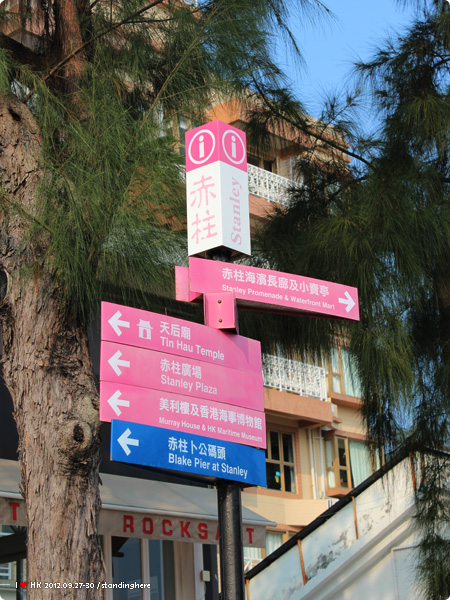 i
i
赤柱
Stanley
赤柱海濱長廊及小賣亭
Stanley Promenade & Waterfront Mart
天后廟
Tin Hau Temple
赤柱廣場
Stanley Plaza
美利樓及香港海事博物館
Murray House & HK Maritime Museum
赤柱卜公碼頭
Blake Pier at Stanley
ROCKSALT
I HK 2012.09.27-30 / standinghere